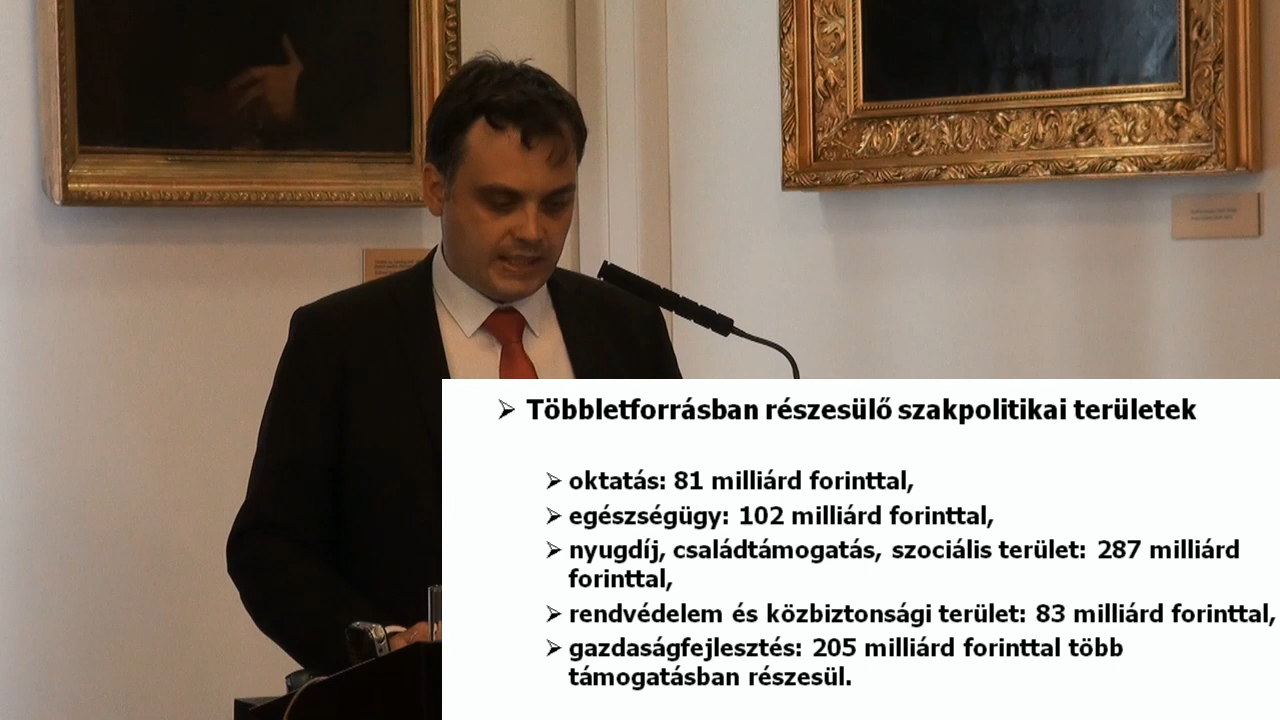 Többletforrásban részesülő szakpolitikai területek
oktatás: 81 milliárd forinttal,
egészségügy: 102 milliárd forinttal,
nyugdíj, családtámogatás, szociális terület: 287 milliárd
forinttal,
rendvédelem és közbiztonsági terület: 83 milliárd forinttal,
gazdaságfejlesztés: 205 milliárd forinttal több
támogatásban részesül.